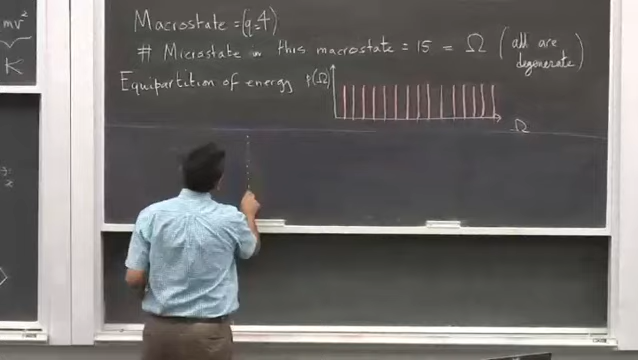 mv²
K
Macrostate = (q=4)
# Microstate in this macrostate = 15 = Ω (all are degenerate)
Equipartition of energy P(Ω)
Ω